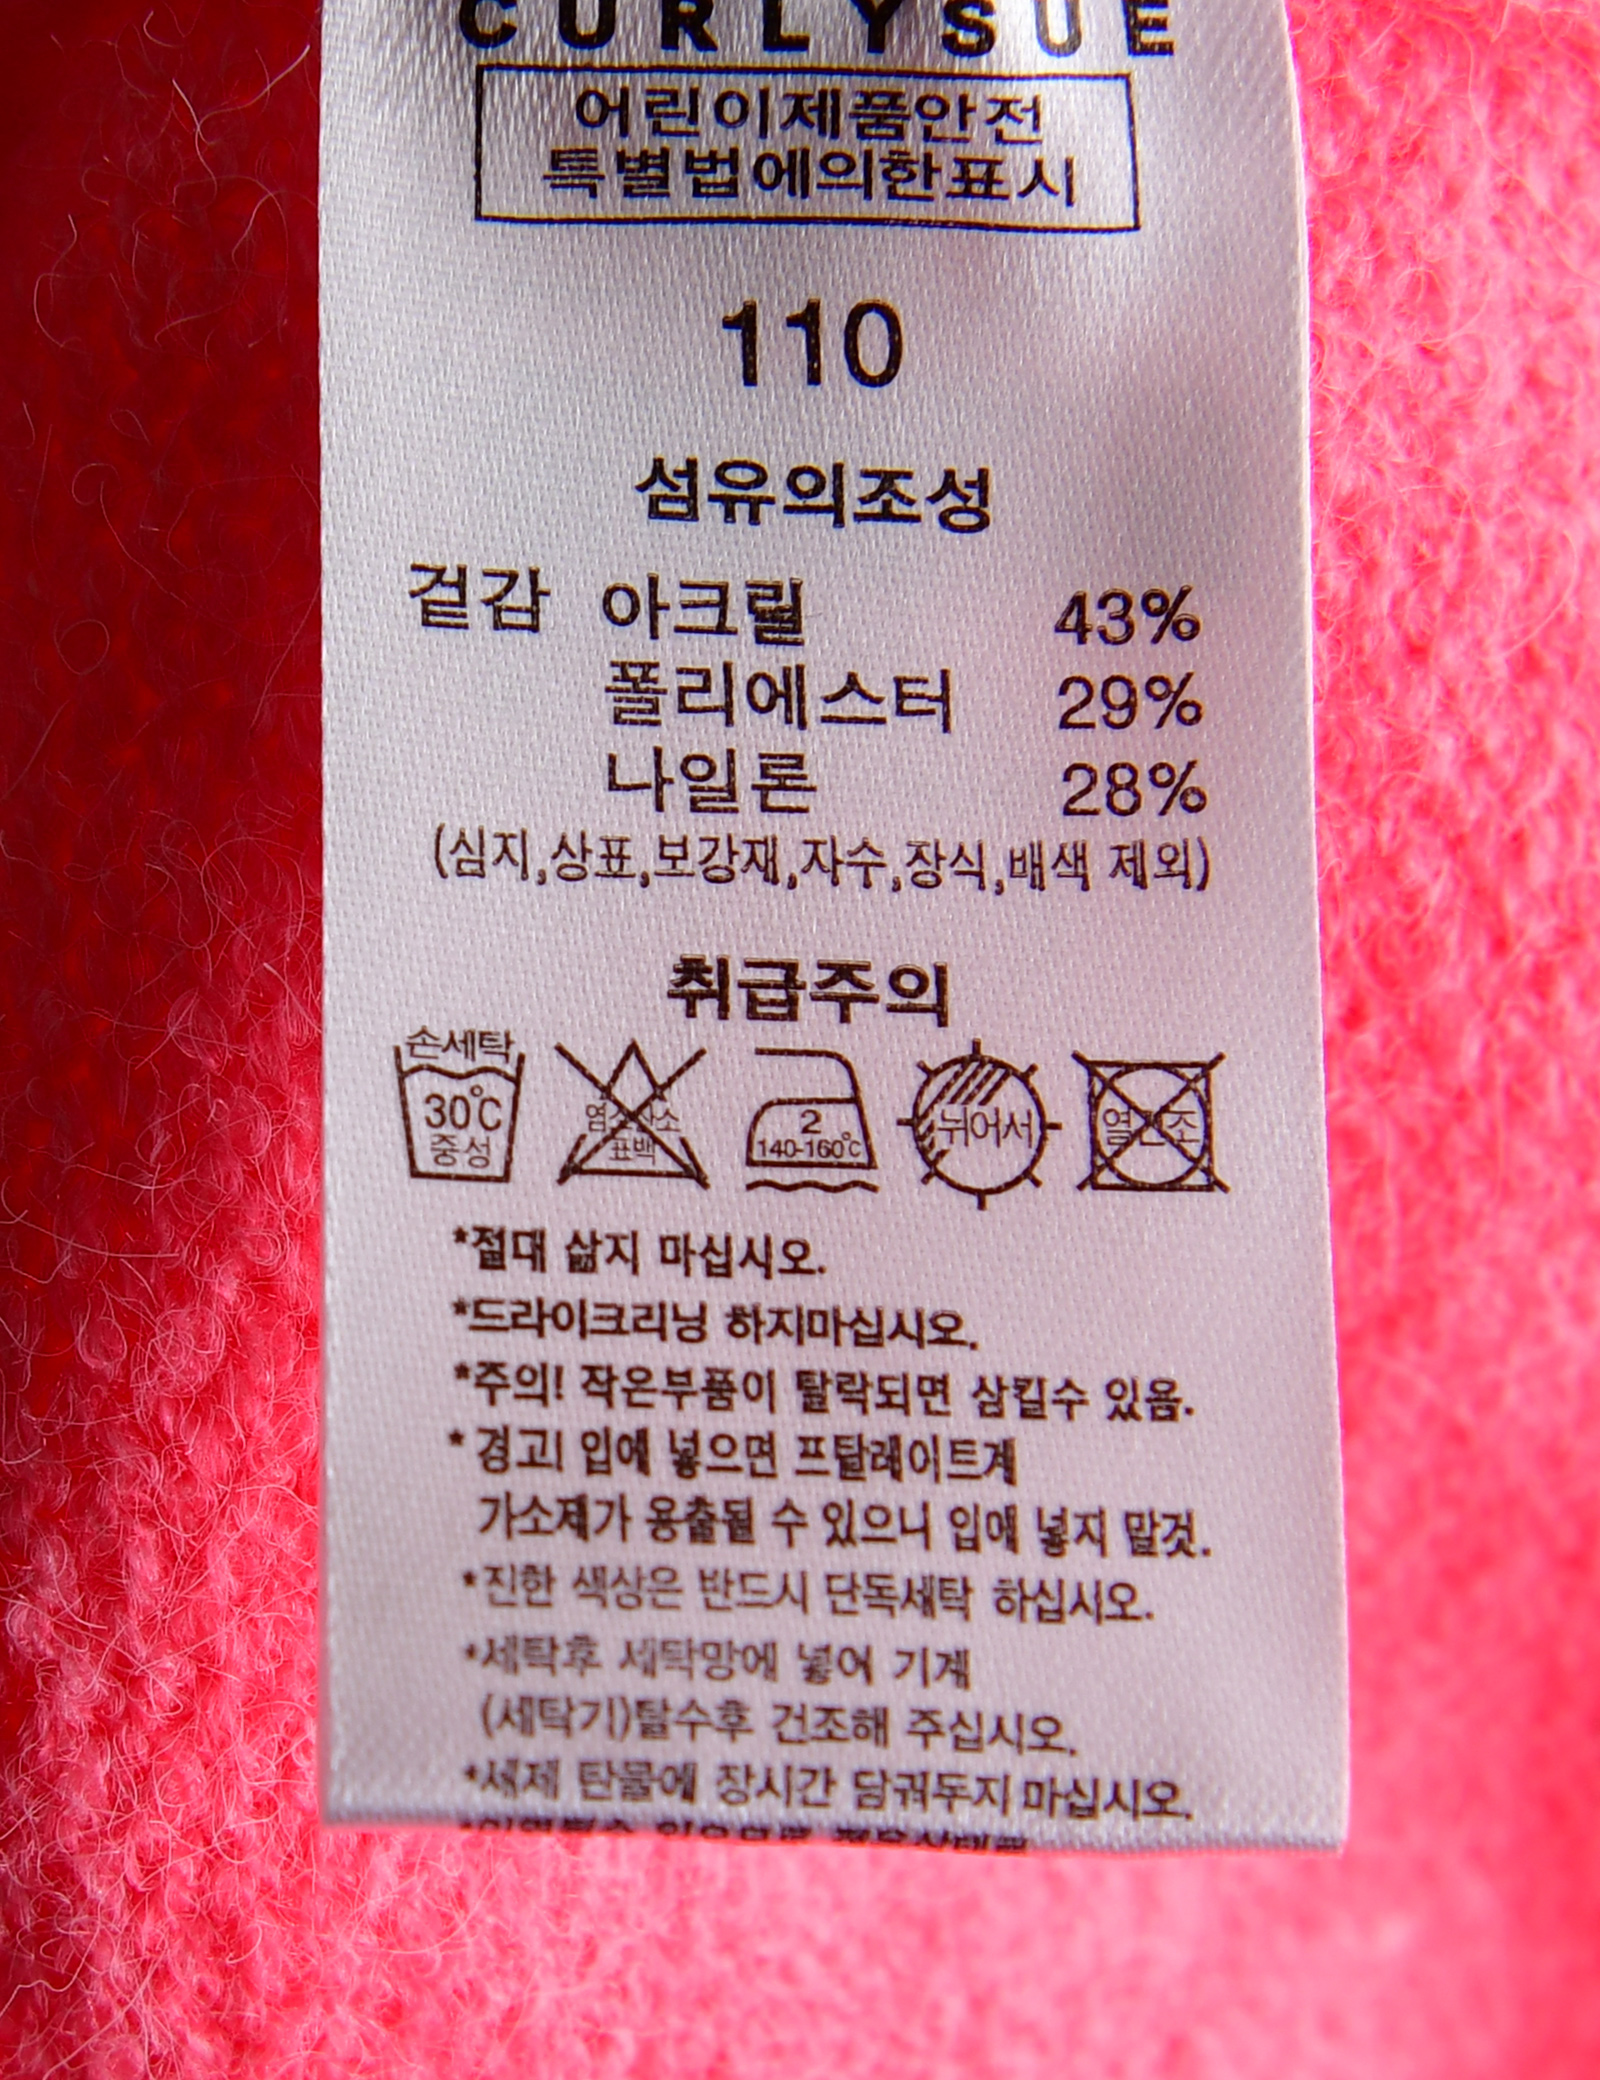 CURLYSUE
어린이제품안전
특별법에의한표시
110
섬유의조성
겉감 아크릴 43%
폴리에스터 29%
나일론 28%
(심지,상표,보강재,자수,장식,배색 제외)
취급주의
손세탁
30℃
중성
염소산소
표백
2
140-160℃
뉘어서
열건조
*절대 삶지 마십시오.
*드라이크리닝 하지마십시오.
*주의! 작은부품이 탈락되면 삼킬수 있음.
*경고! 입에 넣으면 프탈레이트계
가소제가 용출될 수 있으니 입에 넣지 말것.
*진한 색상은 반드시 단독세탁 하십시오.
*세탁후 세탁망에 넣어 기계
(세탁기)탈수후 건조해 주십시오.
*세제 탄물에 장시간 담궈두지 마십시오.